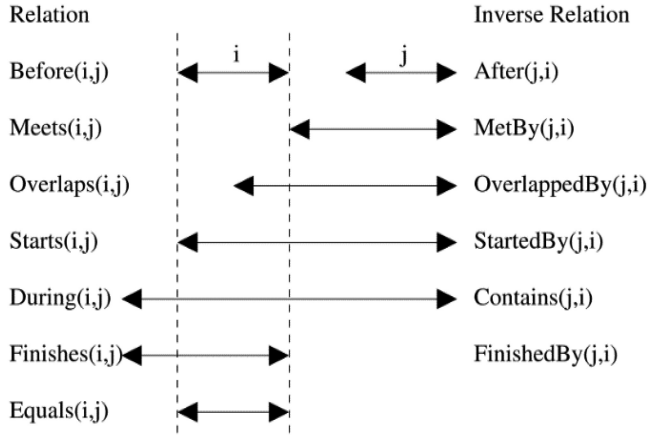 Relation Inverse Relation
Before(i,j) i j After(j,i)
Meets(i,j) MetBy(j,i)
Overlaps(i,j) OverlappedBy(j,i)
Starts(i,j) StartedBy(j,i)
During(i,j) Contains(j,i)
Finishes(i,j) FinishedBy(j,i)
Equals(i,j)